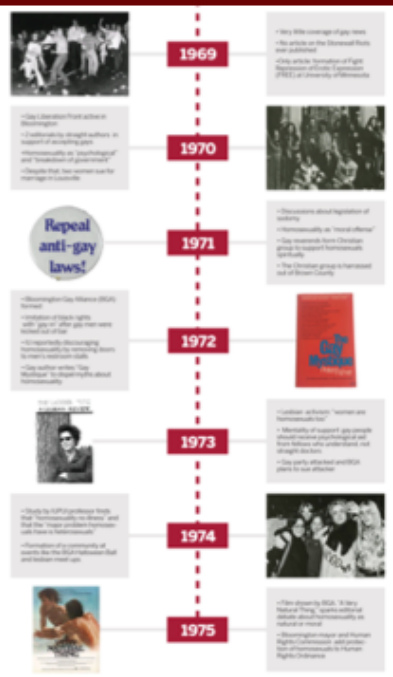 1969
• Very little coverage of gay news
• No article on the Stonewall Riots
ever published
•Only article: formation of Fight
Repression of Erotic Expression
(FREE) at University of Minnesota
• Gay Liberation Front active in
Bloomington
• 2 editorials by straight authors in
support of accepting gays
• Homosexuality as "psychological"
and "breakdown of government"
• Despite that, two women sue for
marriage in Louisville
1970
Repeal
anti-gay
laws!
1971
• Discussions about legislation of
sodomy
• Homosexuality as "moral offense"
• Gay reverends form Christian
group to support homosexuals
spiritually
• The Christian group is harassed
out of Brown County
• Bloomington Gay Alliance (BGA)
formed
• Imitation of black rights
with "gay in" after gay men were
kicked out of bar
• IU reportedly discouraging
homosexuality by removing doors
to men's restroom stalls
• Gay author writes "Gay
Mystique" to dispel myths about
homosexuality
1972
The
Gay
Mystique
1973
• Lesbian activism: "women are
homosexuals too"
• Mentality of support: gay people
should receive psychological aid
from fellows who understand, not
straight doctors
• Gay party attacked and BGA
plans to sue attacker
• Study by IUPUI professor finds
that "homosexuality no illness" and
that the "major problem homosex-
uals have is heterosexuals"
• Formation of a community at
events like the BGA Halloween Ball
and lesbian meet ups
1974
1975
• Film shown by BGA, "A Very
Natural Thing," sparks editorial
debate about homosexuality as
natural or moral
• Bloomington mayor and Human
Rights Commission add protec-
tion of homosexuals to Human
Rights Ordinance